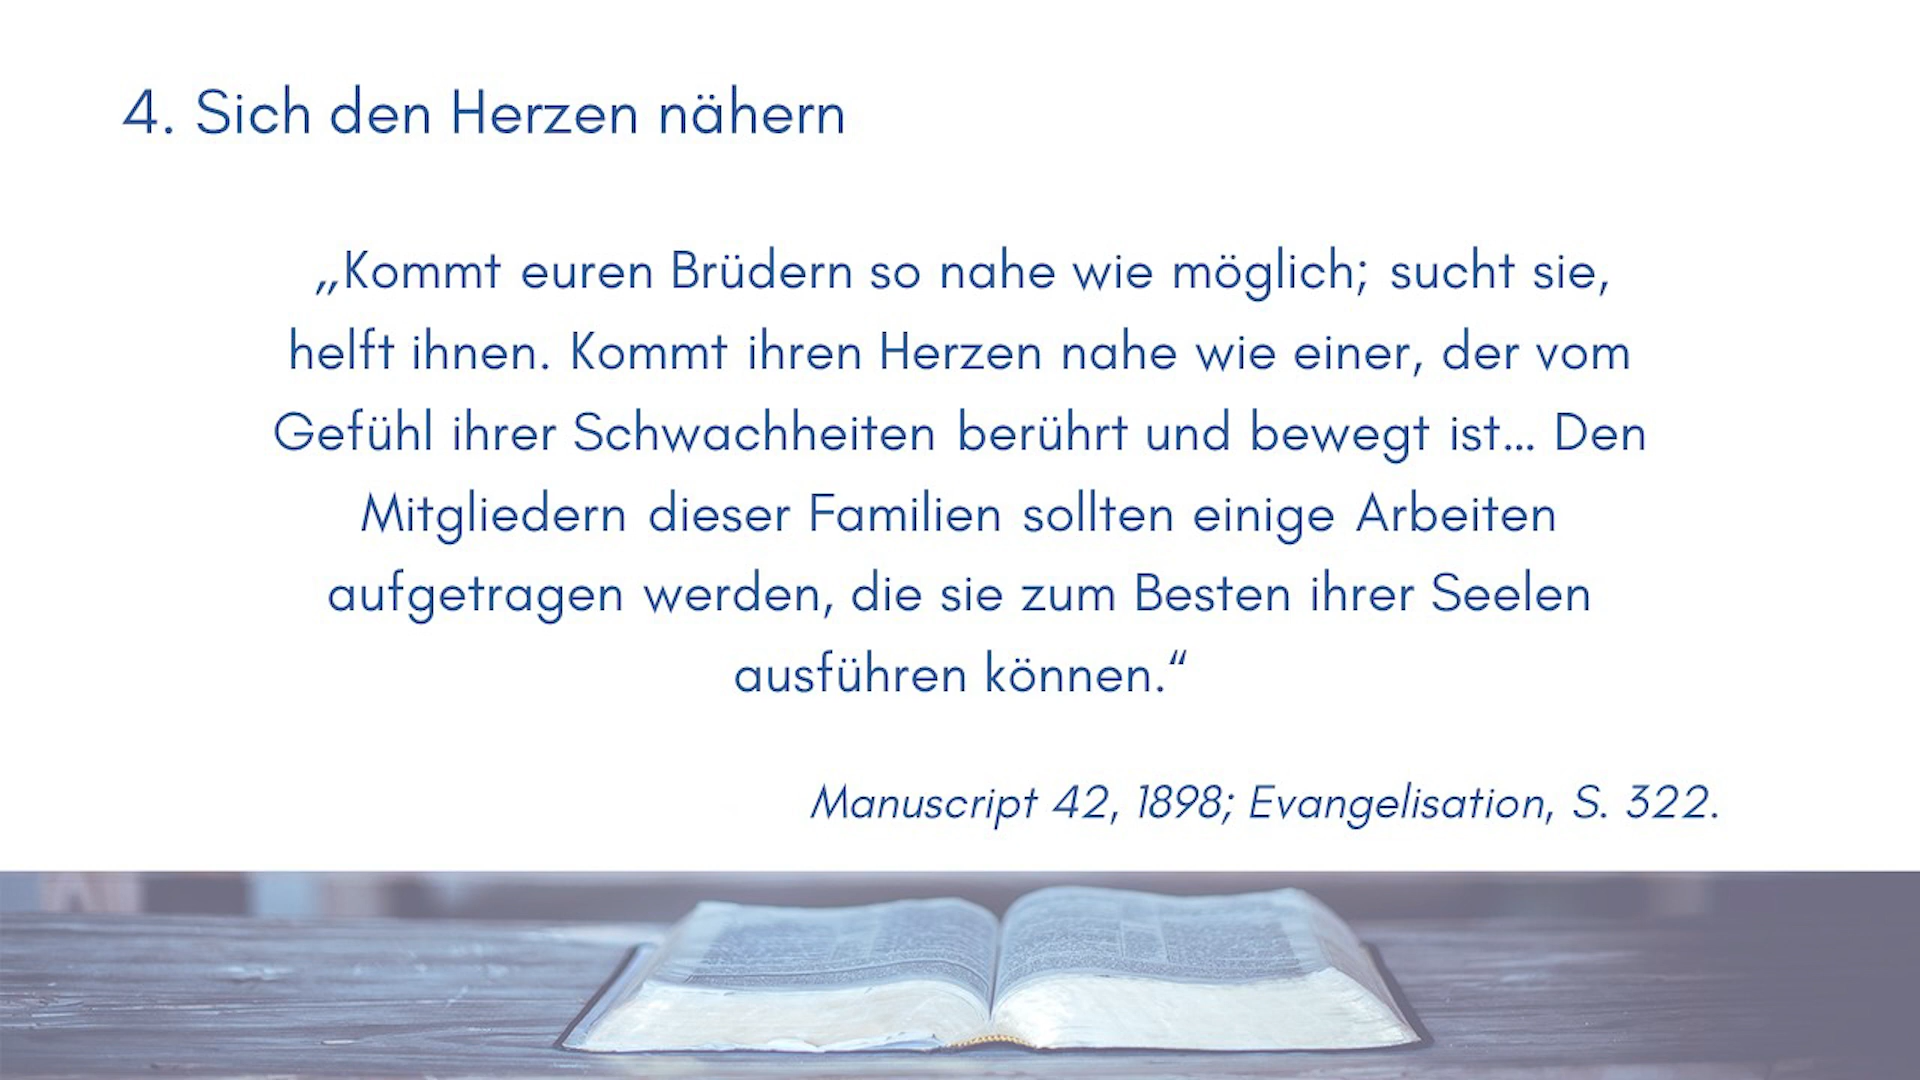 4. Sich den Herzen nähern
„Kommt euren Brüdern so nahe wie möglich; sucht sie,
helft ihnen. Kommt ihren Herzen nahe wie einer, der vom
Gefühl ihrer Schwachheiten berührt und bewegt ist... Den
Mitgliedern dieser Familien sollten einige Arbeiten
aufgetragen werden, die sie zum Besten ihrer Seelen
ausführen können.“
Manuscript 42, 1898; Evangelisation, S. 322.